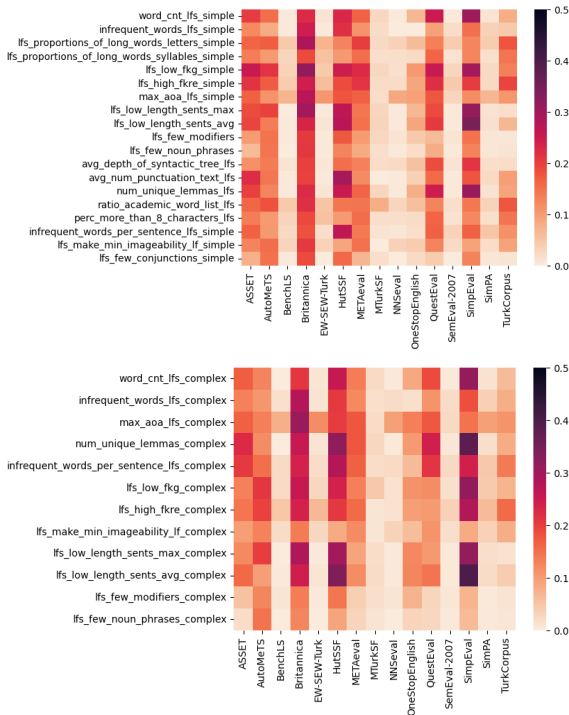 word_cnt_lfs_simple
infrequent_words_lfs_simple
lfs_proportions_of_long_words_letters_simple
lfs_proportions_of_long_words_syllables_simple
lfs_low_fkg_simple
lfs_high_fkre_simple
max_aoa_lfs_simple
lfs_low_length_sents_max
lfs_low_length_sents_avg
lfs_few_modifiers
lfs_few_noun_phrases
avg_depth_of_syntactic_tree_lfs
avg_num_punctuation_text_lfs
num_unique_lemmas_lfs
ratio_academic_word_list_lfs
perc_more_than_8_characters_lfs
infrequent_words_per_sentence_lfs_simple
lfs_make_min_imageability_lf_simple
lfs_few_conjunctions_simple
ASSET
AutoMeTS
BenchLS
Britannica
EW-SEW-Turk
HutSSF
METAeval
MTurkSF
NNSeval
OneStopEnglish
QuestEval
SemEval-2007
SimpEval
SimPA
TurkCorpus
0.5
0.4
0.3
0.2
0.1
0.0
word_cnt_lfs_complex
infrequent_words_lfs_complex
max_aoa_lfs_complex
num_unique_lemmas_complex
infrequent_words_per_sentence_lfs_complex
lfs_low_fkg_complex
lfs_high_fkre_complex
lfs_make_min_imageability_lf_complex
lfs_low_length_sents_max_complex
lfs_low_length_sents_avg_complex
lfs_few_modifiers_complex
lfs_few_noun_phrases_complex
ASSET
AutoMeTS
BenchLS
Britannica
EW-SEW-Turk
HutSSF
METAeval
MTurkSF
NNSeval
OneStopEnglish
QuestEval
SemEval-2007
SimpEval
SimPA
TurkCorpus
0.5
0.4
0.3
0.2
0.1
0.0